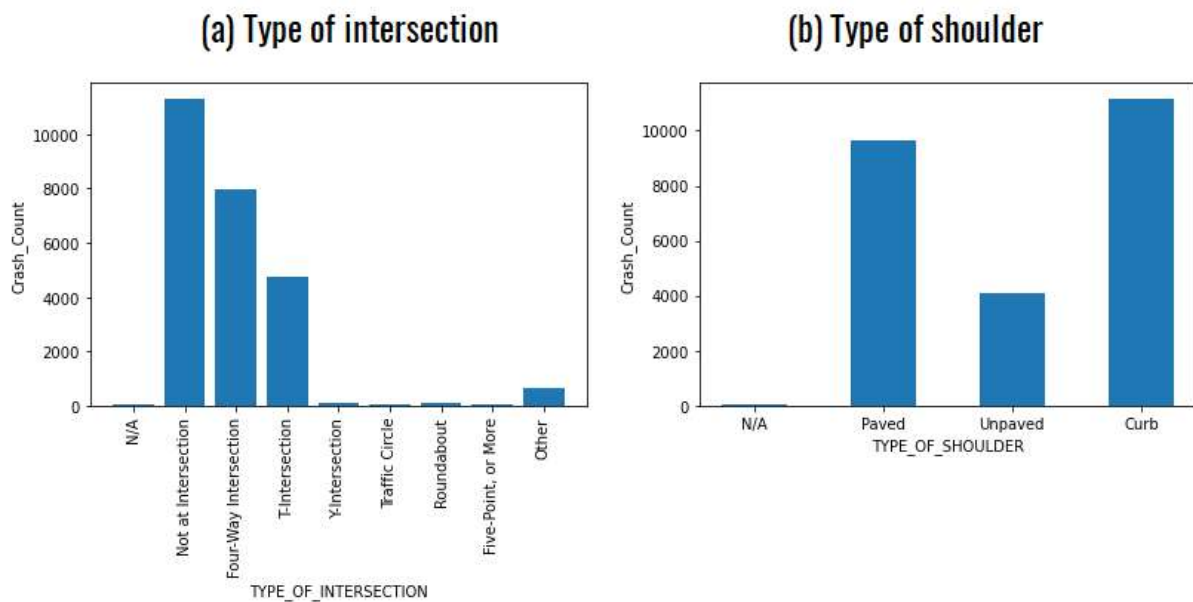 (a) Type of intersection
(b) Type of shoulder
Crash_Count
10000
8000
6000
4000
2000
0
N/A
Not at Intersection
Four-Way Intersection
T-Intersection
Y-Intersection
Traffic Circle
Roundabout
Five-Point, or More
Other
TYPE_OF_INTERSECTION
Crash_Count
10000
8000
6000
4000
2000
0
N/A
Paved
Unpaved
Curb
TYPE_OF_SHOULDER